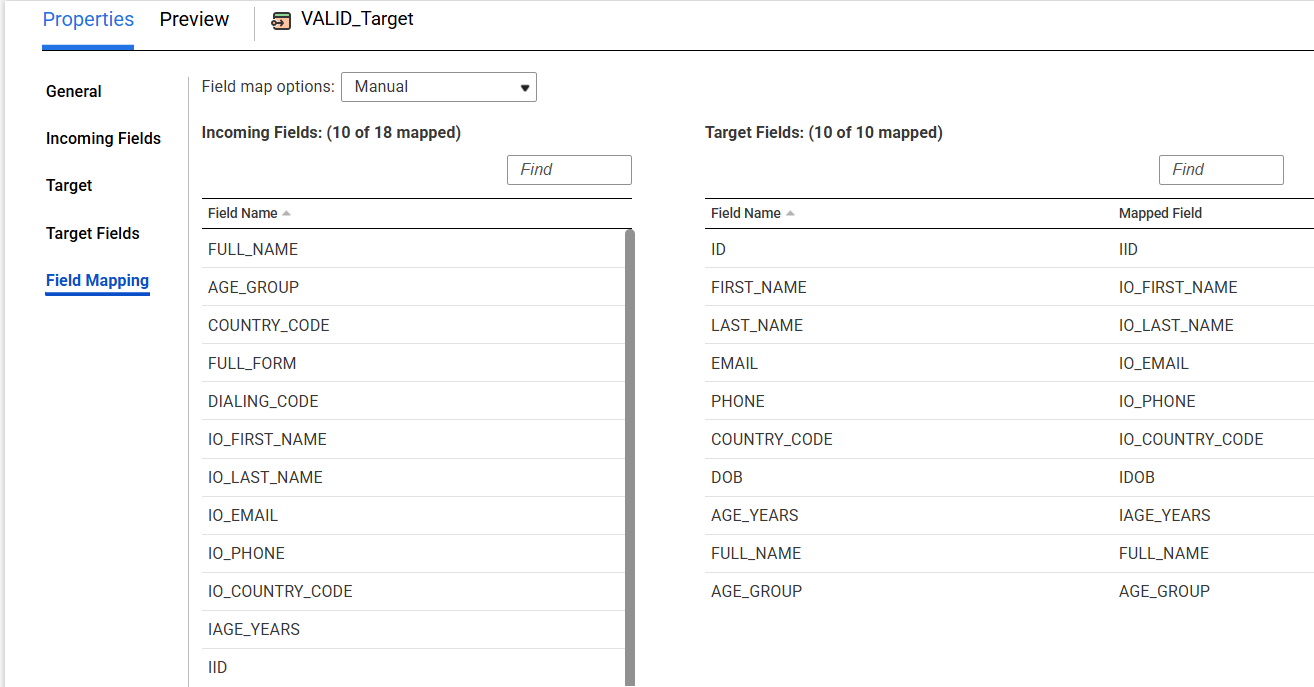 Properties Preview VALID_Target
General
Incoming Fields
Target
Target Fields
Field Mapping
Field map options: Manual
Incoming Fields: (10 of 18 mapped)
Find
Field Name
FULL_NAME
AGE_GROUP
COUNTRY_CODE
FULL_FORM
DIALING_CODE
IO_FIRST_NAME
IO_LAST_NAME
IO_EMAIL
IO_PHONE
IO_COUNTRY_CODE
IAGE_YEARS
IID
Target Fields: (10 of 10 mapped)
Find
Field Name Mapped Field
ID IID
FIRST_NAME IO_FIRST_NAME
LAST_NAME IO_LAST_NAME
EMAIL IO_EMAIL
PHONE IO_PHONE
COUNTRY_CODE IO_COUNTRY_CODE
DOB IDOB
AGE_YEARS IAGE_YEARS
FULL_NAME FULL_NAME
AGE_GROUP AGE_GROUP